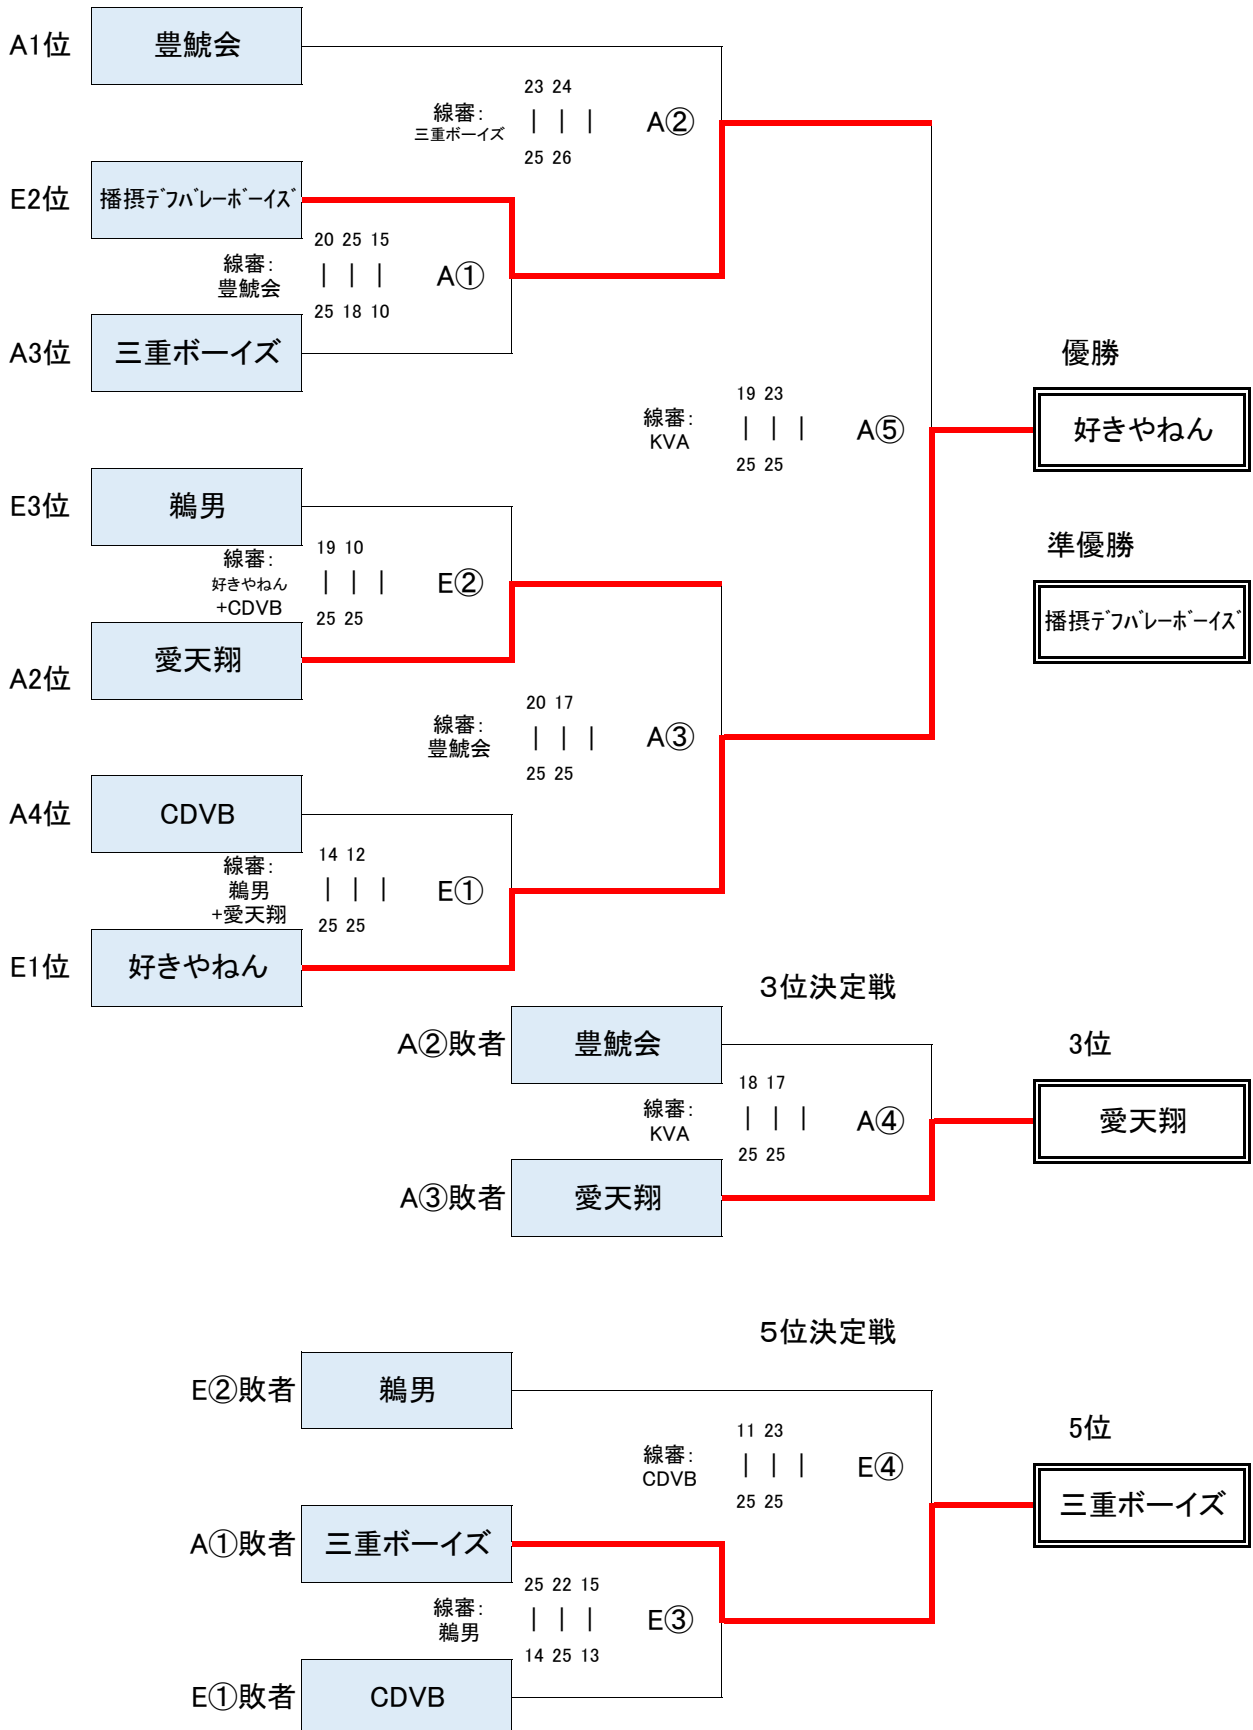 A1位
豊鯱会
23 24
線審:
三重ボーイズ
| | |
A②
25 26
E2位
播摂デフバレーボーイズ
20 25 15
線審:
豊鯱会
| | |
A①
25 18 10
A3位
三重ボーイズ
優勝
好きやねん
19 23
線審:
KVA
| | |
A⑤
25 25
E3位
鵜男
準優勝
播摂デフバレーボーイズ
19 10
線審:
好きやねん
+CDVB
| | |
E②
25 25
A2位
愛天翔
20 17
線審:
豊鯱会
| | |
A③
25 25
A4位
CDVB
14 12
線審:
鵜男
+愛天翔
| | |
E①
25 25
E1位
好きやねん
3位決定戦
A②敗者
豊鯱会
3位
愛天翔
18 17
線審:
KVA
| | |
A④
25 25
A③敗者
愛天翔
5位決定戦
E②敗者
鵜男
5位
三重ボーイズ
11 23
線審:
CDVB
| | |
E④
25 25
A①敗者
三重ボーイズ
25 22 15
線審:
鵜男
| | |
E③
14 25 13
E①敗者
CDVB